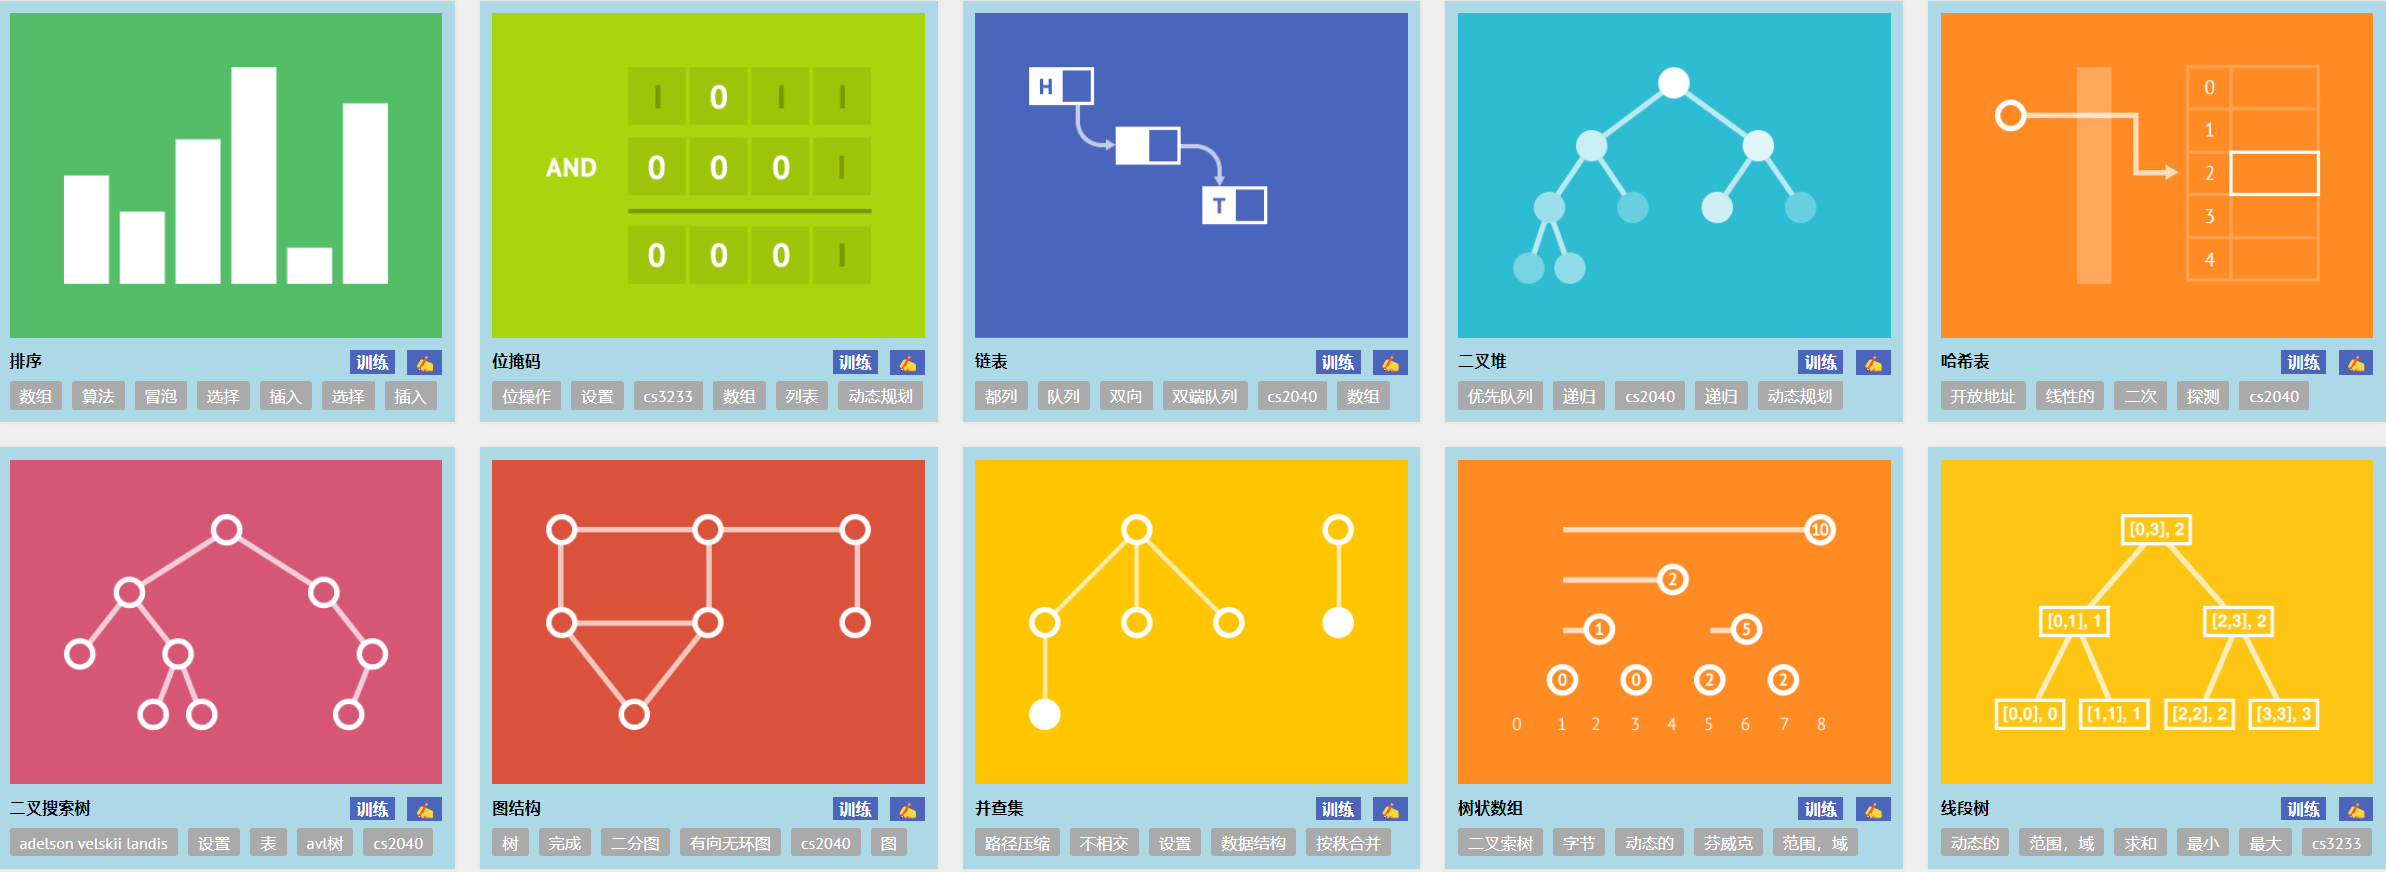 I 0 I I
AND 0 0 0 I
0 0 0 I
H
T
0
1
2
3
4
排序 训练
数组 算法 冒泡 选择 插入 选择 插入
位掩码 训练
位操作 设置 cs3233 数组 列表 动态规划
链表 训练
都列 队列 双向 双端队列 cs2040 数组
二叉堆 训练
优先队列 递归 cs2040 递归 动态规划
哈希表 训练
开放地址 线性的 二次 探测 cs2040
10
2
1 5
0 0 2 2
0 1 2 3 4 5 6 7 8
[0,3], 2
[0,1], 1 [2,3], 2
[0,0], 0 [1,1], 1 [2,2], 2 [3,3], 3
二叉搜索树 训练
adelson velskii landis 设置 表 avl树 cs2040
图结构 训练
树 完成 二分图 有向无环图 cs2040 图
并查集 训练
路径压缩 不相交 设置 数据结构 按秩合并
树状数组 训练
二叉索树 字节 动态的 芬威克 范围，域
线段树 训练
动态的 范围，域 求和 最小 最大 cs3233